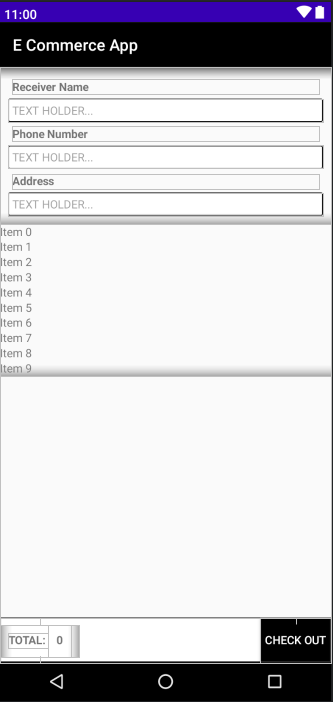 11:00
E Commerce App
Receiver Name
TEXT HOLDER...
Phone Number
TEXT HOLDER...
Address
TEXT HOLDER...
Item 0
Item 1
Item 2
Item 3
Item 4
Item 5
Item 6
Item 7
Item 8
Item 9
TOTAL: 0
CHECK OUT